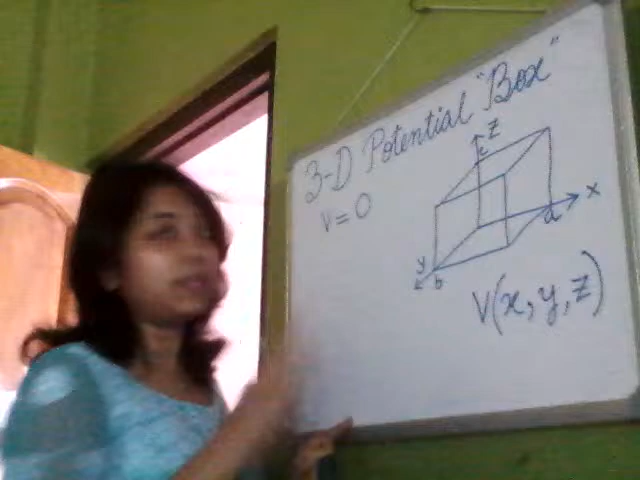 3-D Potential "Box"
V = 0
z
c
x
a
y
b
V(x, y, z)